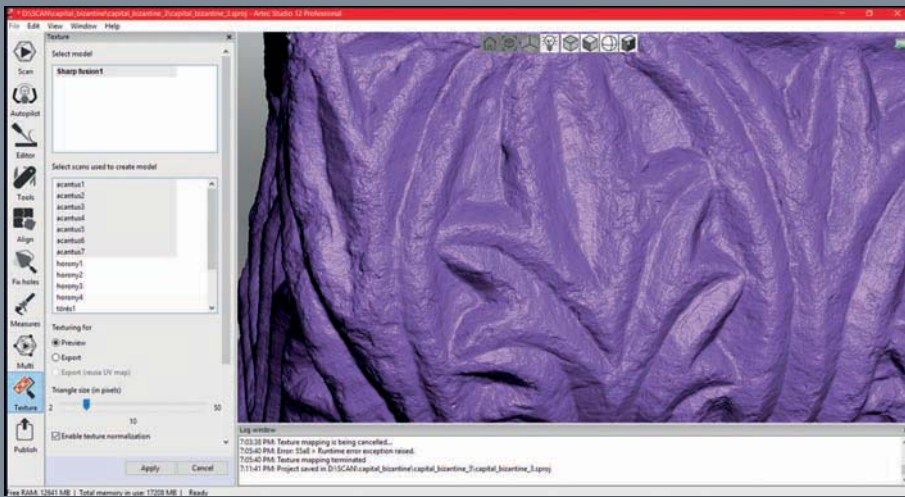 * D:\SCAN\capital_bizantine\capital_bizantine_3\capital_bizantine_3.sproj - Artec Studio 12 Professional
File Edit View Window Help
Texture
Select model
Sharp fusion1
Scan
Autopilot
Editor
Tools
Align
Fix holes
Measures
Multi
Texture
Publish
Select scans used to create model
acantus1
acantus2
acantus3
acantus4
acantus5
acantus6
acantus7
horony1
horony2
horony3
horony4
törés1
Texturing for
Preview
Export
Export (reuse UV map)
Triangle size (in pixels)
2 50
10
Enable texture normalization
Apply Cancel
Log window
7:03:38 PM: Texture mapping is being cancelled...
7:05:40 PM: Error: 55a8 > Runtime error exception raised.
7:05:40 PM: Texture mapping terminated
7:11:41 PM: Project saved in D:\SCAN\capital_bizantine\capital_bizantine_3\capital_bizantine_3.sproj
Free RAM: 12641 MB | Total memory in use: 17208 MB | Ready